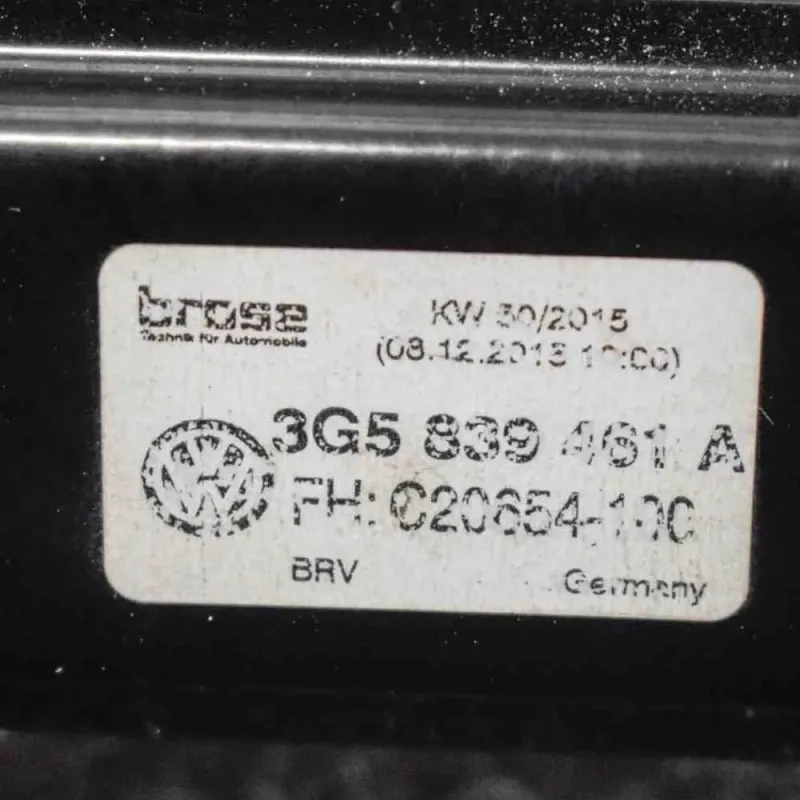 brose
Technik für Automobile
KW 50/2015
(08.12.2015 10:00)
3G5 839 461 A
FH: C20654-100
BRV
Germany